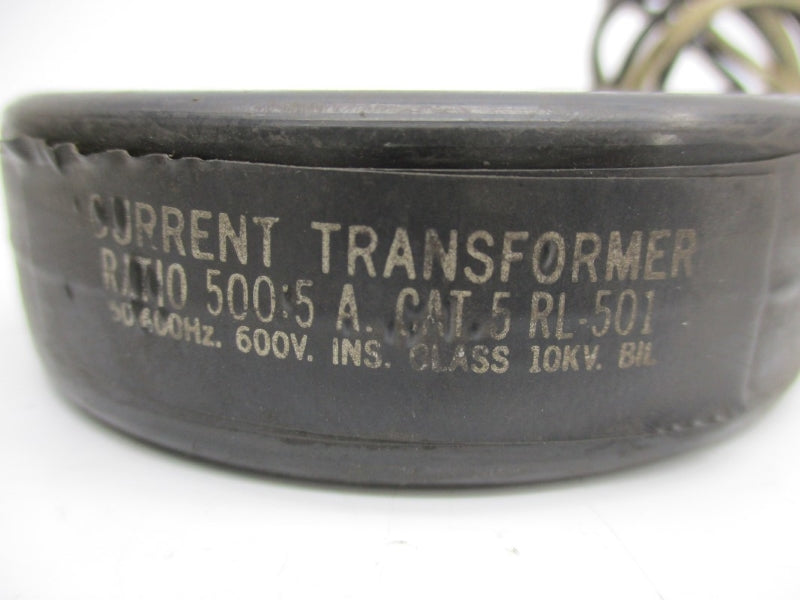 CURRENT TRANSFORMER
RATIO 500:5 A. CAT. 5 RL-501
50 400Hz. 600V. INS. CLASS 10KV. BIL